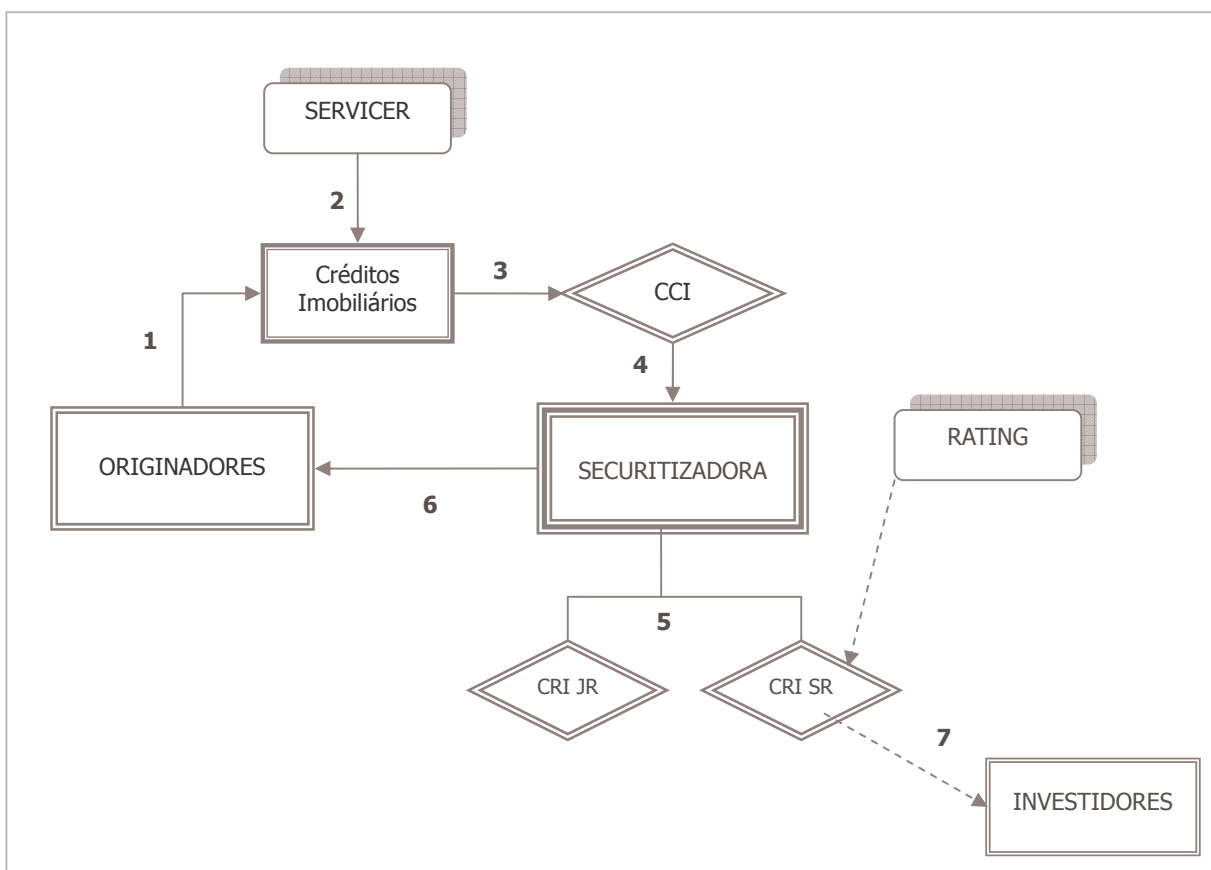 SERVICER
2
Créditos
Imobiliários
3
CCI
1
4
ORIGINADORES
SECURITIZADORA
RATING
6
5
CRI JR
CRI SR
7
INVESTIDORES